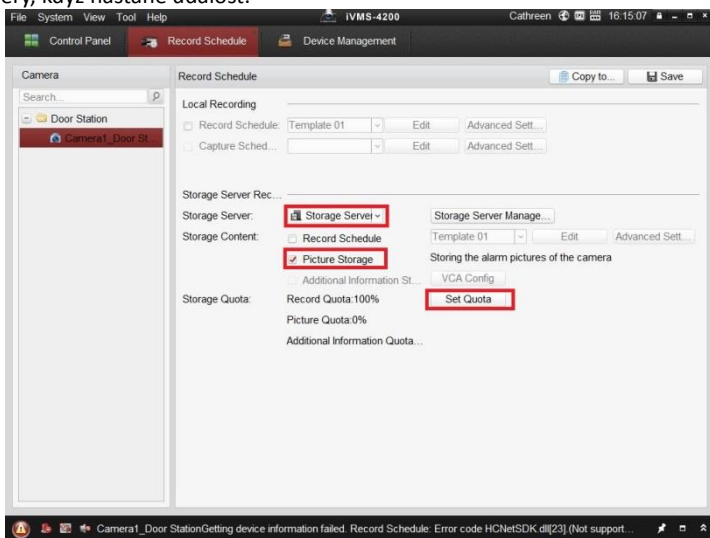 když nastane událost?
File System View Tool Help iVMS-4200 Cathreen 16:15:07
Control Panel Record Schedule Device Management
Camera Record Schedule Copy to... Save
Search...
Local Recording
Door Station Record Schedule: Template 01 Edit Advanced Sett...
Camera1_Door St... Capture Sched... Edit Advanced Sett...
Storage Server Rec...
Storage Server: Storage Server Storage Server Manage...
Storage Content: Record Schedule Template 01 Edit Advanced Sett...
Picture Storage Storing the alarm pictures of the camera
Additional Information St... VCA Config
Storage Quota: Record Quota:100% Set Quota
Picture Quota:0%
Additional Information Quota...
Camera1_Door StationGetting device information failed. Record Schedule: Error code HCNetSDK.dll[23].(Not support...